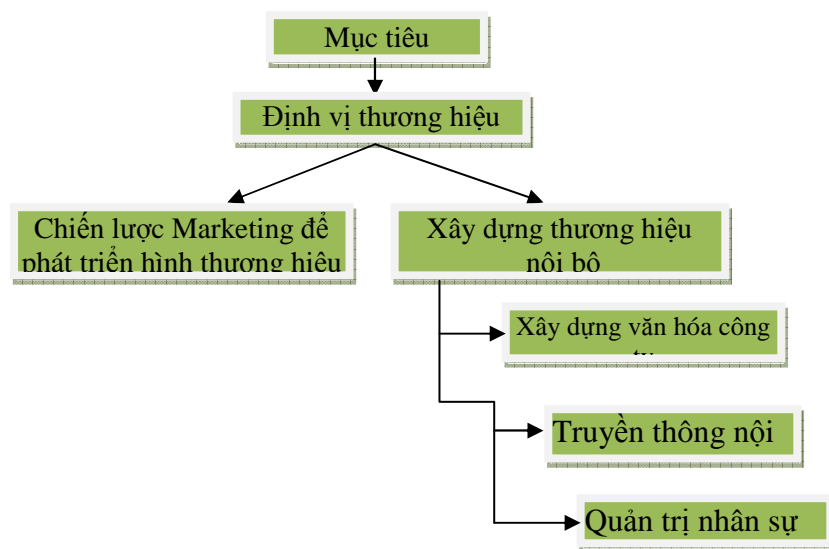 Mục tiêu
Định vị thương hiệu
Chiến lược Marketing để
phát triển hình thương hiệu
Xây dựng thương hiệu
nội bộ
Xây dựng văn hóa công
ty
Truyền thông nội
Quản trị nhân sự